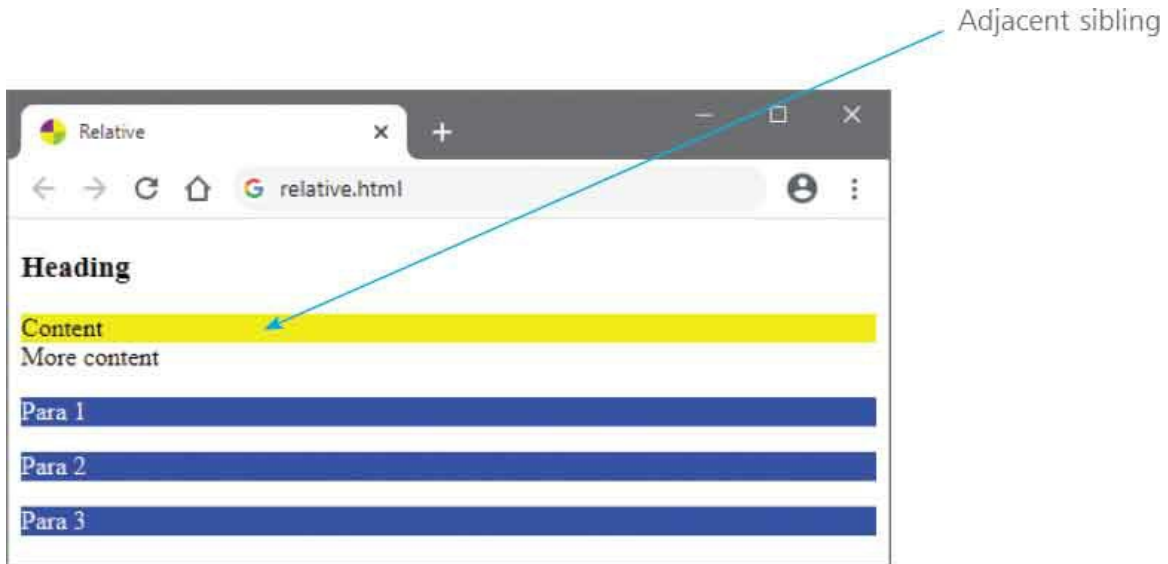 Adjacent sibling
Relative
relative.html
Heading
Content
More content
Para 1
Para 2
Para 3